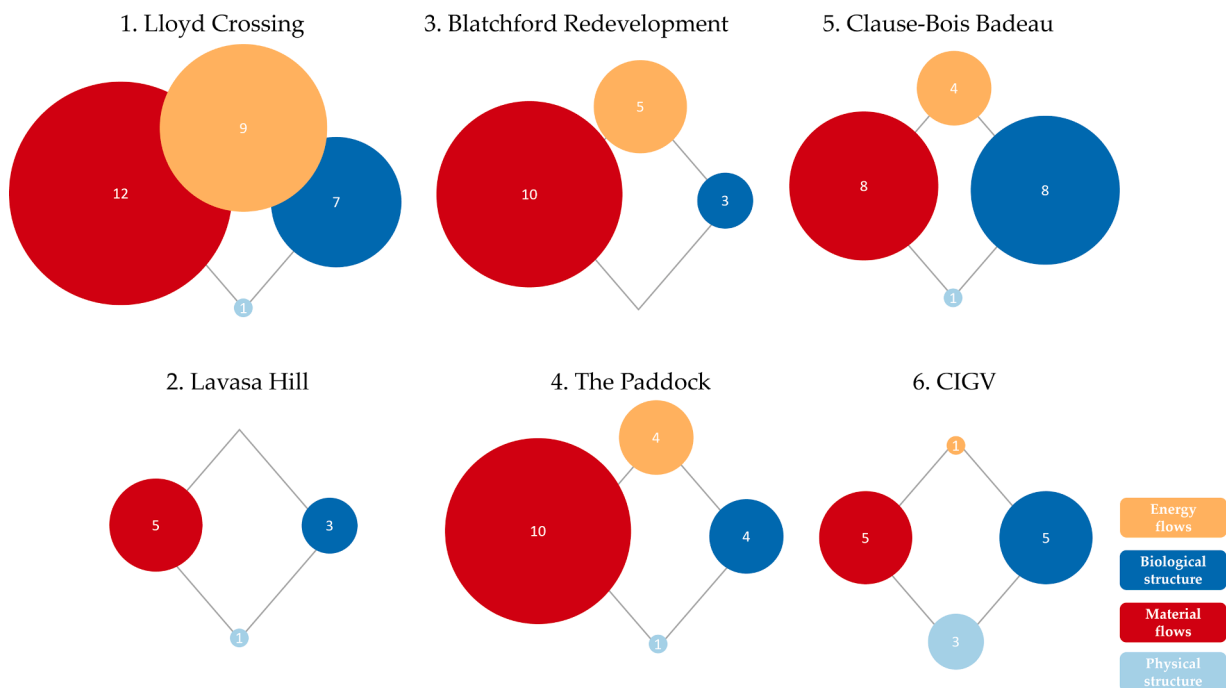 1. Lloyd Crossing
3. Blatchford Redevelopment
5. Clause-Bois Badeau
9
12
7
1
5
10
3
4
8
8
1
2. Lavasa Hill
4. The Paddock
6. CIGV
5
3
1
4
10
4
1
1
5
5
3
Energy
flows
Biological
structure
Material
flows
Physical
structure